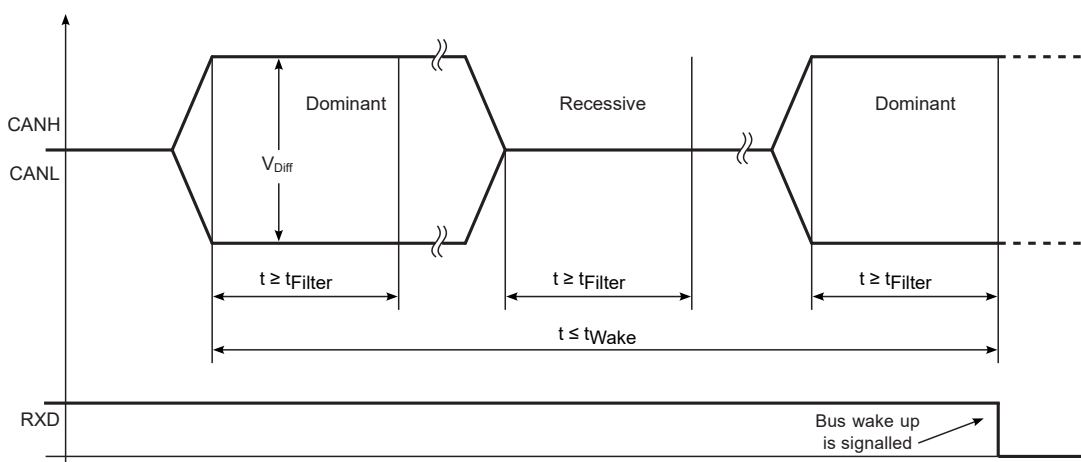 Dominant
Recessive
Dominant
CANH
CANL
VDiff
t ≥ tFilter
t ≥ tFilter
t ≥ tFilter
t ≤ tWake
RXD
Bus wake up
is signalled